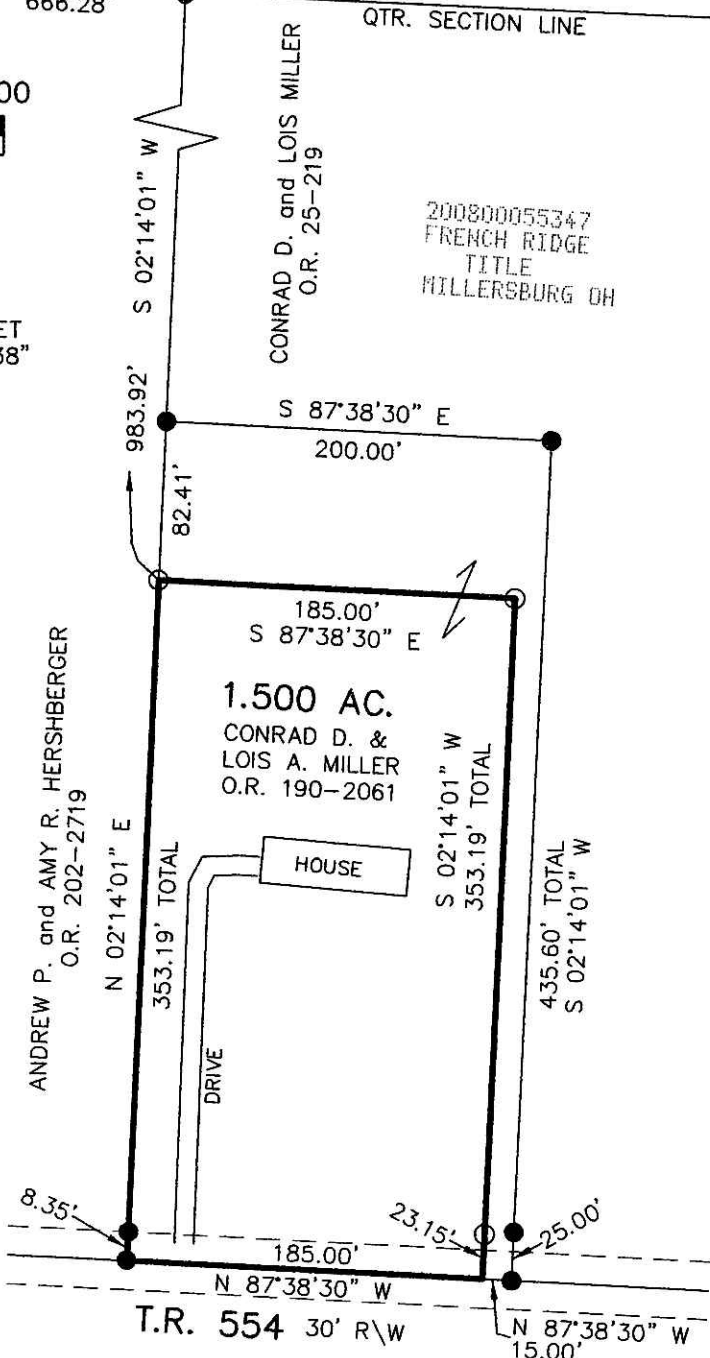 666.28
QTR. SECTION LINE
00
S 02°14'01" W
CONRAD D. and LOIS MILLER
O.R. 25-219
200800055347
FRENCH RIDGE
TITLE
MILLERSBURG OH
ET
38"
983.92'
S 87°38'30" E
200.00'
82.41'
185.00'
S 87°38'30" E
1.500 AC.
CONRAD D. &
LOIS A. MILLER
O.R. 190-2061
ANDREW P. and AMY R. HERSHBERGER
O.R. 202-2719
N 02°14'01" E
353.19' TOTAL
S 02°14'01" W
353.19' TOTAL
435.60' TOTAL
S 02°14'01" W
HOUSE
DRIVE
8.35'
23.15'
25.00'
185.00'
N 87°38'30" W
T.R. 554 30' R\W
N 87°38'30" W
15.00'